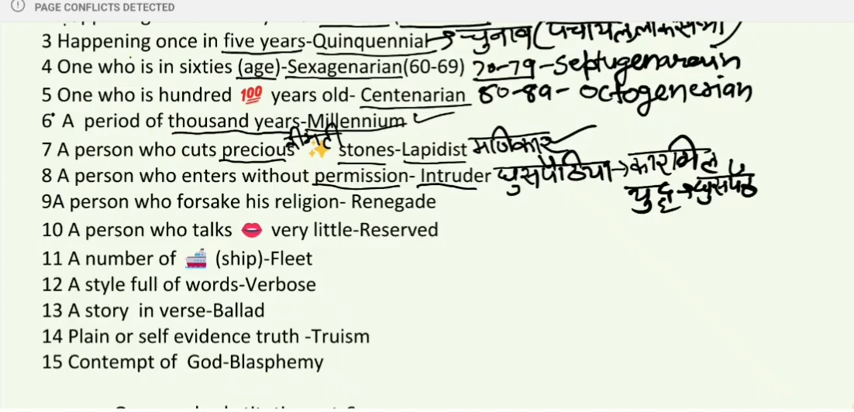 PAGE CONFLICTS DETECTED
3 Happening once in five years-Quinquennial → चुनाव (पंचायत, लोकसभा)
4 One who is in sixties (age)-Sexagenarian(60-69) 70-79-Septugenarain
5 One who is hundred 💯 years old- Centenarian 80-89- Octogenerian
6 A period of thousand years-Millennium
कीमती
7 A person who cuts precious ✨ stones-Lapidist मणिकार
8 A person who enters without permission- Intruder घुसपैठिया → कारगिल
युद्ध → घुसपैठ
9A person who forsake his religion- Renegade
10 A person who talks 👄 very little-Reserved
11 A number of 🚢 (ship)-Fleet
12 A style full of words-Verbose
13 A story in verse-Ballad
14 Plain or self evidence truth -Truism
15 Contempt of God-Blasphemy